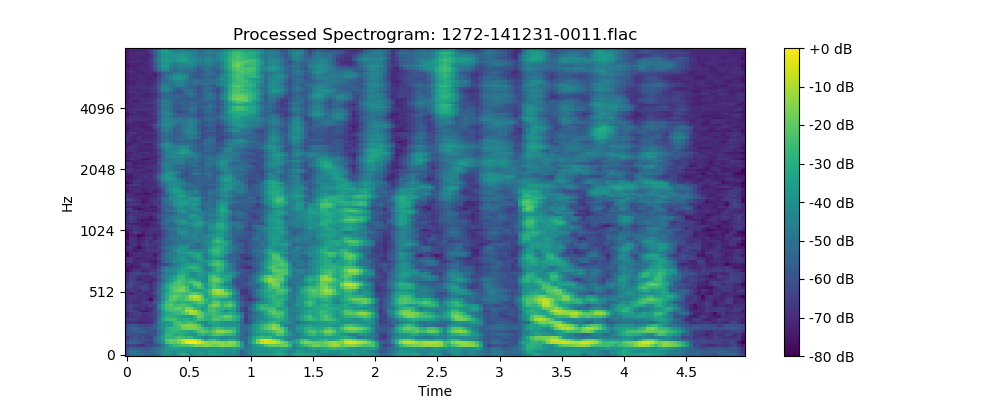 Processed Spectrogram: 1272-141231-0011.flac
Hz
4096
2048
1024
512
0
0 0.5 1 1.5 2 2.5 3 3.5 4 4.5
Time
+0 dB
-10 dB
-20 dB
-30 dB
-40 dB
-50 dB
-60 dB
-70 dB
-80 dB